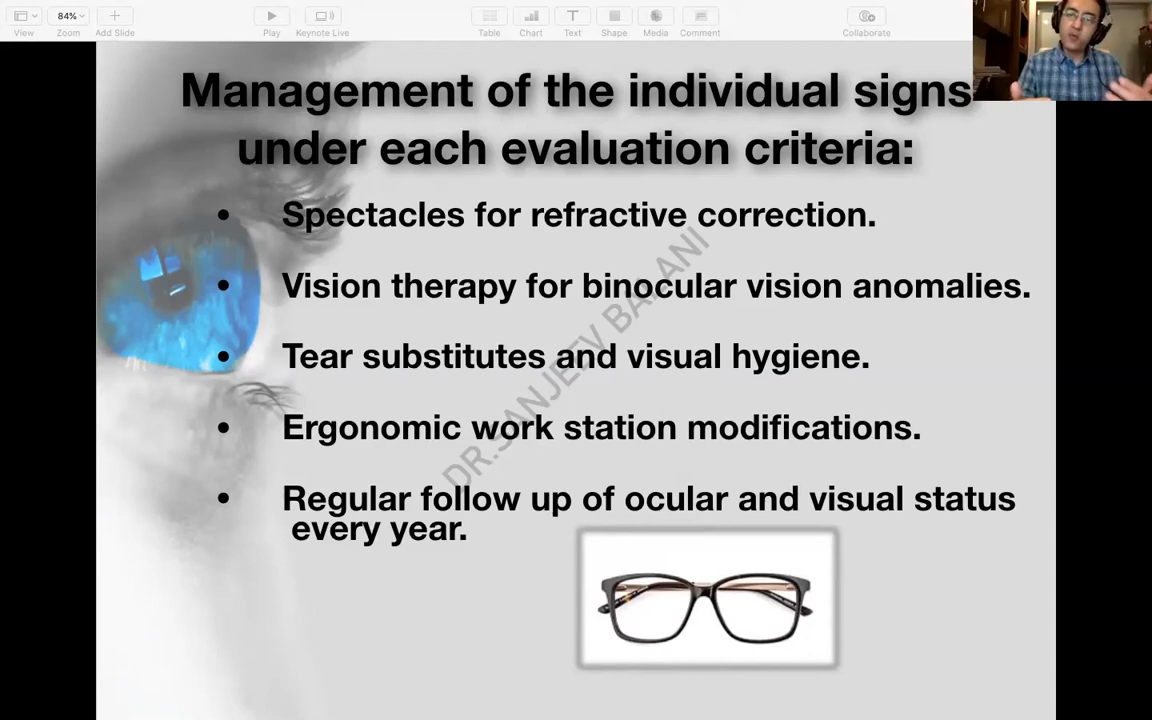 84%
View
Zoom
Add Slide
Play
Keynote Live
Table
Chart
Text
Shape
Media
Comment
Collaborate
Management of the individual signs
under each evaluation criteria:
• Spectacles for refractive correction.
• Vision therapy for binocular vision anomalies.
• Tear substitutes and visual hygiene.
• Ergonomic work station modifications.
• Regular follow up of ocular and visual status
every year.
DR.SANJEEV BALANI